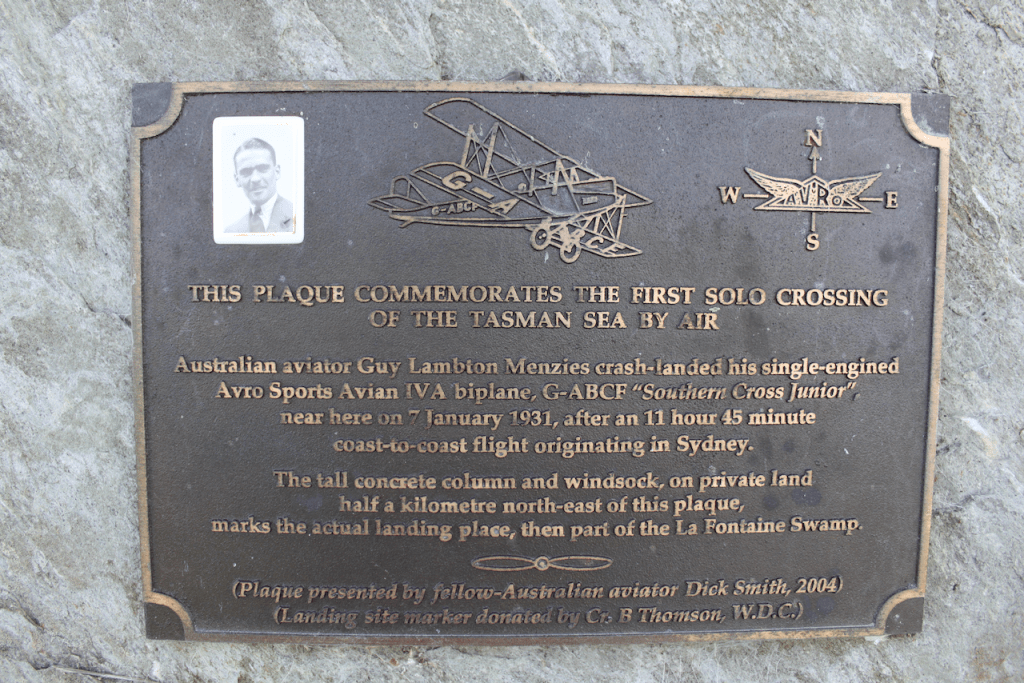 G-A
G-ABCF
N
W AVRO E
S
THIS PLAQUE COMMEMORATES THE FIRST SOLO CROSSING
OF THE TASMAN SEA BY AIR
Australian aviator Guy Lambton Menzies crash-landed his single-engined
Avro Sports Avian IVA biplane, G-ABCF "Southern Cross Junior",
near here on 7 January 1931, after an 11 hour 45 minute
coast-to-coast flight originating in Sydney.
The tall concrete column and windsock, on private land
half a kilometre north-east of this plaque,
marks the actual landing place, then part of the La Fontaine Swamp.
(Plaque presented by fellow-Australian aviator Dick Smith, 2004)
(Landing site marker donated by Cr. B Thomson, W.D.C.)